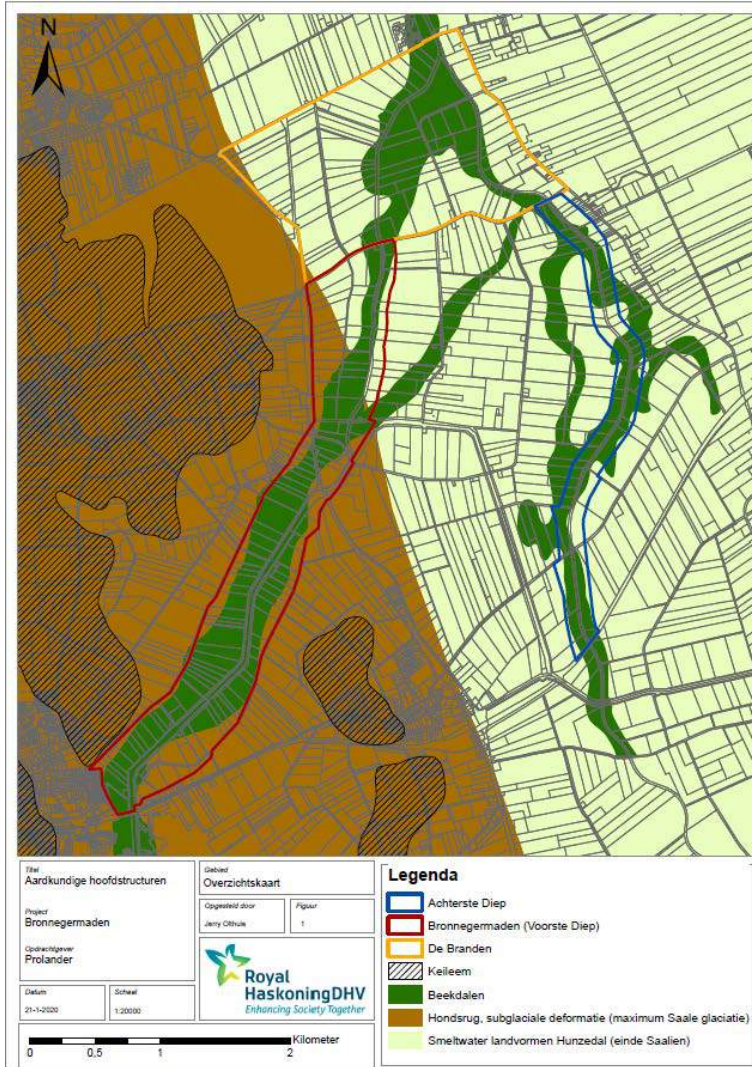 N
Titel
Aardkundige hoofdstructuren
Project
Bronnegermaden
Opdrachtgever
Prolander
Datum
21-1-2020
Schaal
1:20000
Gebied
Overzichtskaart
Opgesteld door
Jerry Olthuis
Figuur
1
Royal
HaskoningDHV
Enhancing Society Together
0 0,5 1 2 Kilometer
Legenda
Achterste Diep
Bronnegermaden (Voorste Diep)
De Branden
Keileem
Beekdalen
Hondsrug, subglaciale deformatie (maximum Saale glaciatie)
Smeltwater landvormen Hunzedal (einde Saalien)